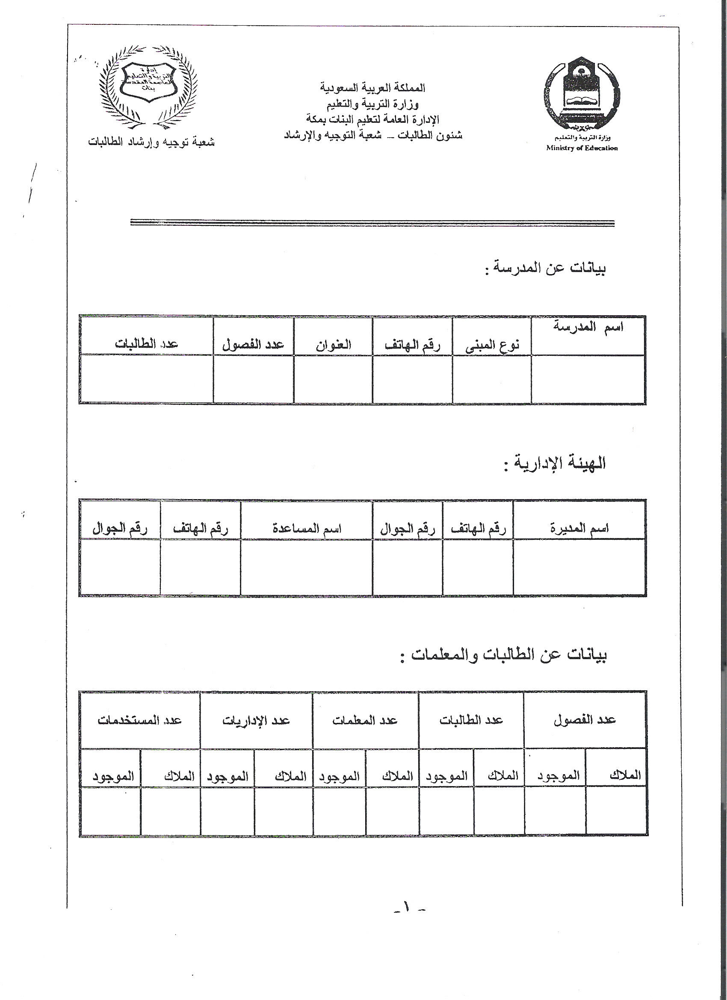 المملكة العربية السعودية
وزارة التربية والتعليم
الإدارة العامة لتعليم البنات بمكة
شئون الطالبات – شعبة التوجيه والإرشاد
وزارة التربية والتعليم
Ministry of Education
إدارة
التربية والتعليم
العاصمة المقدسة
بنات
شعبة توجيه وإرشاد الطالبات
بيانات عن المدرسة :
اسم المدرسة نوع المبنى رقم الهاتف العنوان عدد الفصول عدد الطالبات
الهيئة الإدارية :
اسم المديرة رقم الهاتف رقم الجوال اسم المساعدة رقم الهاتف رقم الجوال
بيانات عن الطالبات والمعلمات :
عدد الفصول عدد الطالبات عدد المعلمات عدد الإداريات عدد المستخدمات
الملاك الموجود الملاك الموجود الملاك الموجود الملاك الموجود الملاك الموجود
- ١ -